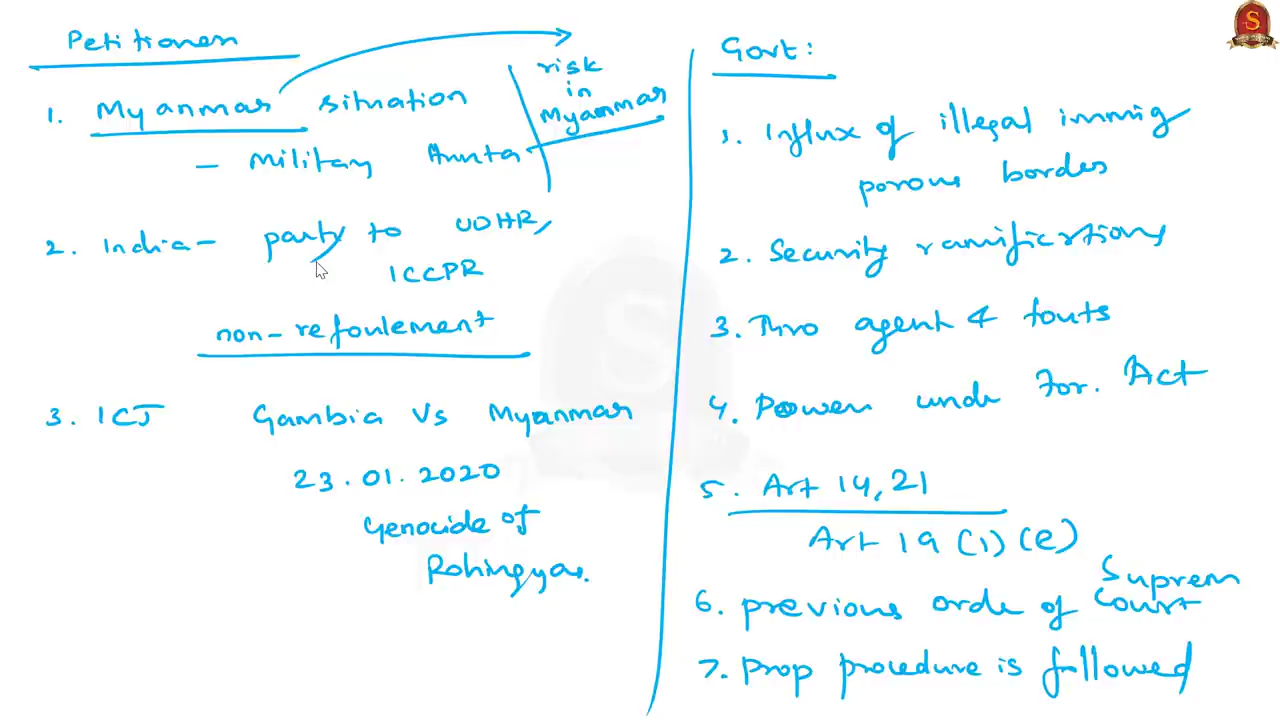 Petitioner
1. Myanmar situation
risk
in
Myanmar
- Military Junta
2. India - party to UDHR,
ICCPR
non-refoulement
3. ICJ Gambia Vs Myanmar
23.01.2020
Genocide of
Rohingyas.
Govt:
1. Influx of illegal immig
porous bordes
2. Security ramifications
3. Thro agent & touts
4. Power unde For. Act
5. Art 14, 21
Art 19 (1) (e)
6. previous orde of Suprem
Court
7. Prop procedure is followed
S